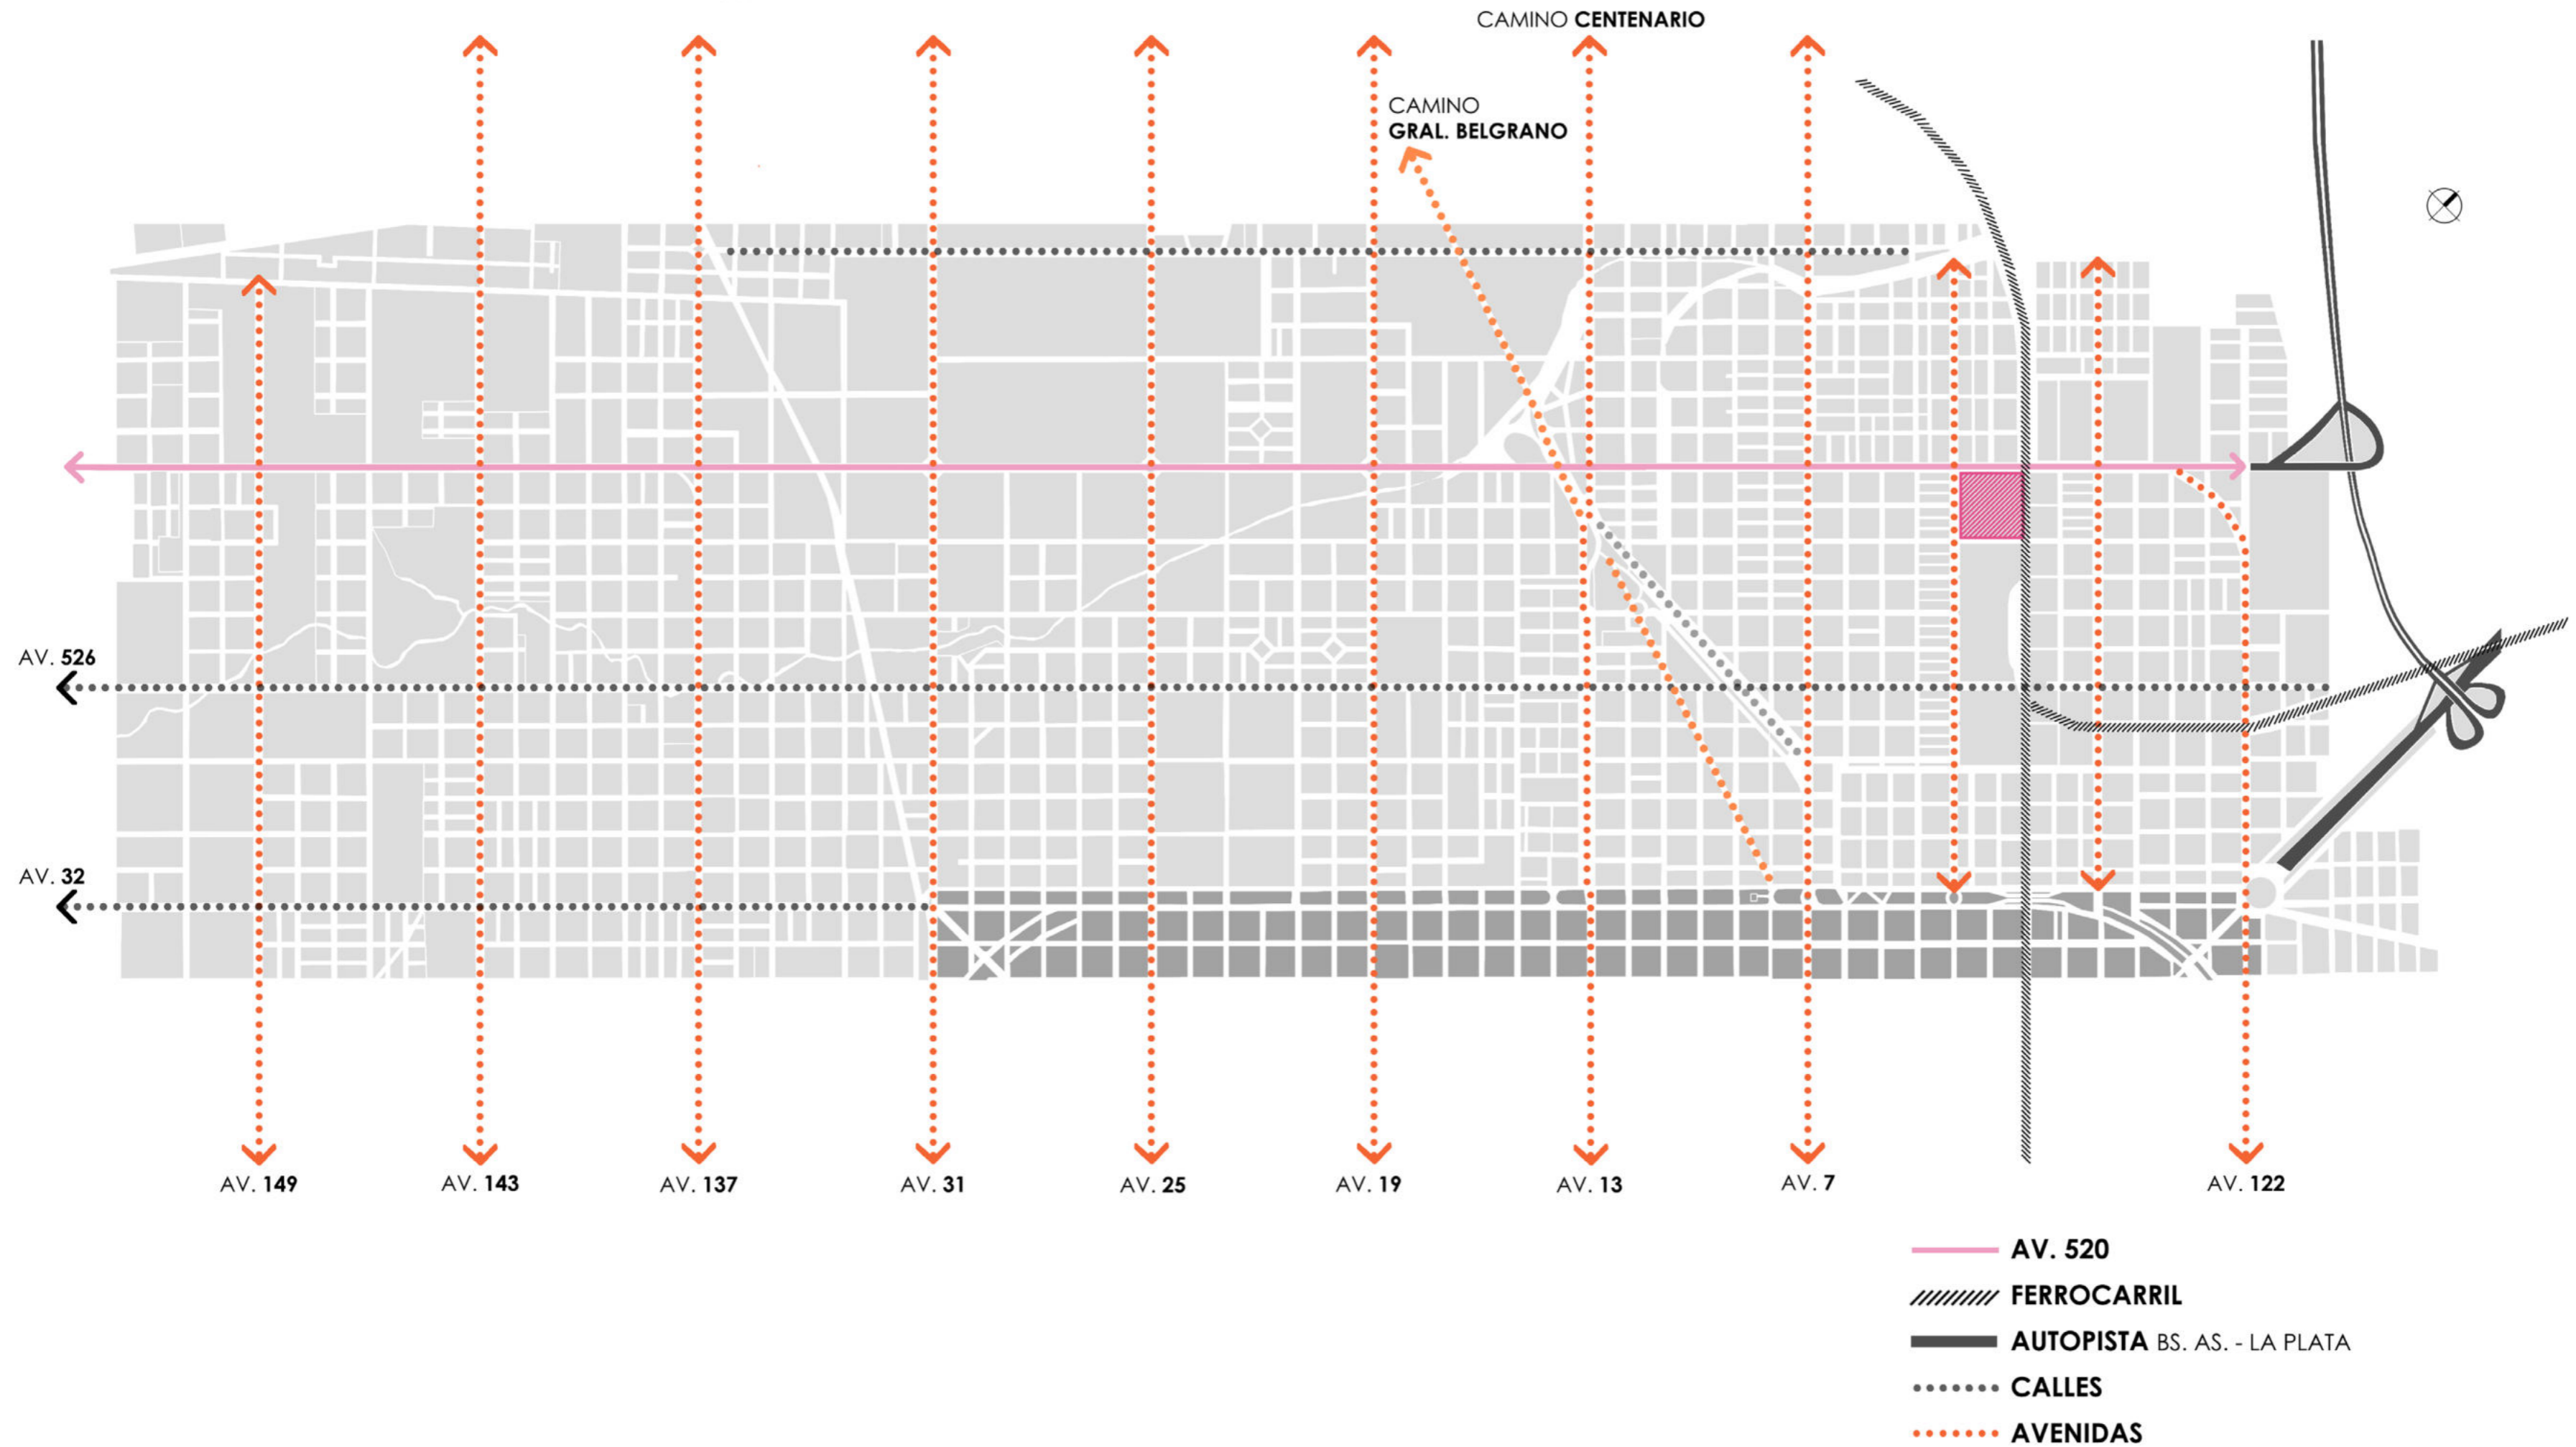 CAMINO CENTENARIO
CAMINO
GRAL. BELGRANO
AV. 526
AV. 32
AV. 149
AV. 143
AV. 137
AV. 31
AV. 25
AV. 19
AV. 13
AV. 7
AV. 122
AV. 520
FERROCARRIL
AUTOPISTA BS. AS. - LA PLATA
CALLES
AVENIDAS